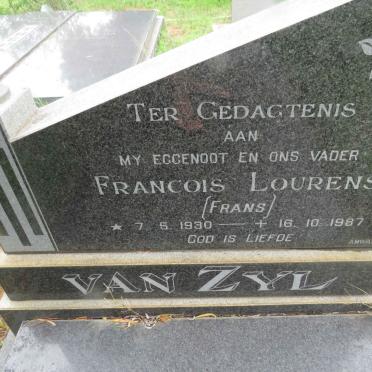 TER GEDAGTENIS
AAN
MY EGGENOOT EN ONS VADER
FRANCOIS LOURENS
(FRANS)
★ 7. 5. 1930 — + 16. 10. 1987
GOD IS LIEFDE
VAN ZYL